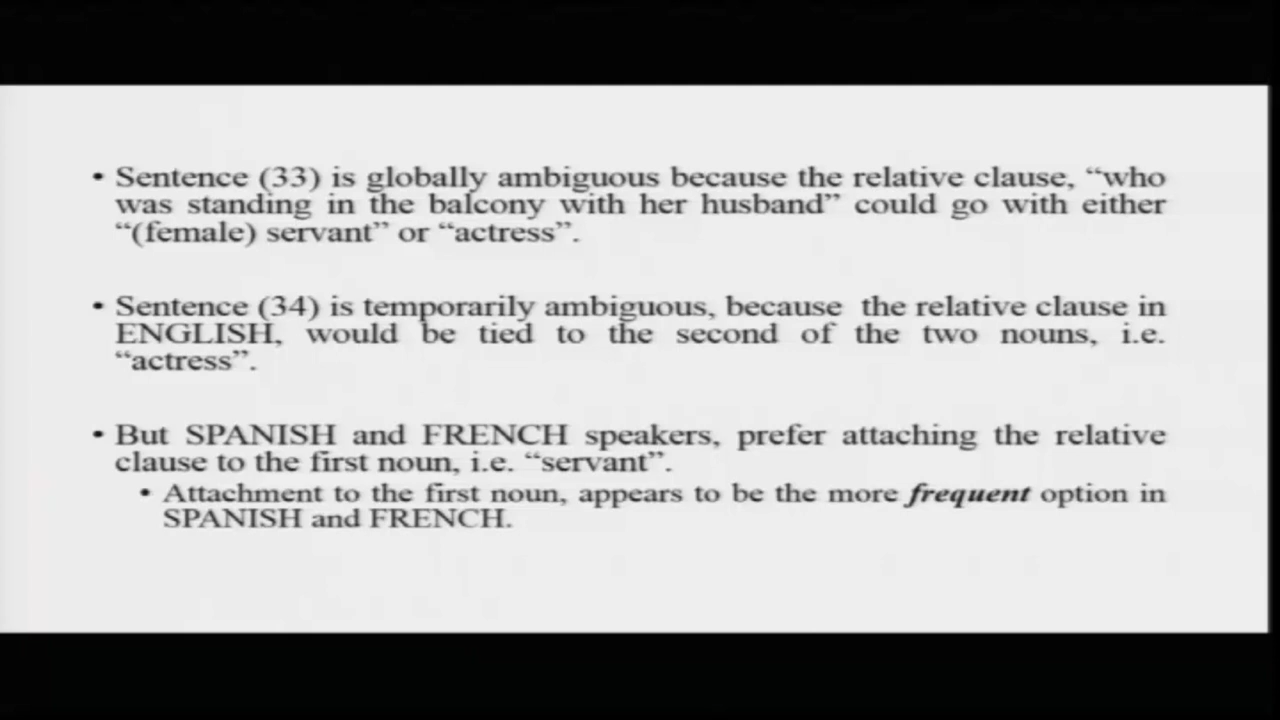 • Sentence (33) is globally ambiguous because the relative clause, “who
was standing in the balcony with her husband” could go with either
“(female) servant” or “actress”.
• Sentence (34) is temporarily ambiguous, because the relative clause in
ENGLISH, would be tied to the second of the two nouns, i.e.
“actress”.
• But SPANISH and FRENCH speakers, prefer attaching the relative
clause to the first noun, i.e. “servant”.
• Attachment to the first noun, appears to be the more frequent option in
SPANISH and FRENCH.